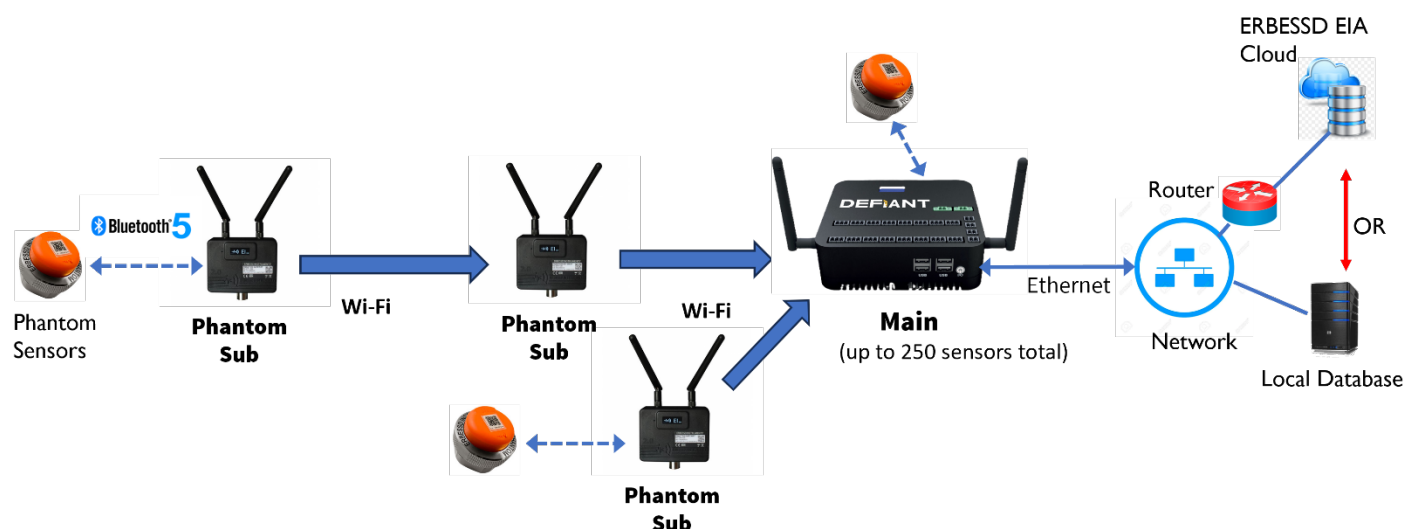 ERBESSD EIA
Cloud
DEFIANT
Router
Bluetooth 5
OR
Ethernet
Phantom
Sensors
Phantom
Sub
Wi-Fi
Phantom
Sub
Wi-Fi
Main
(up to 250 sensors total)
Network
Local Database
Phantom
Sub